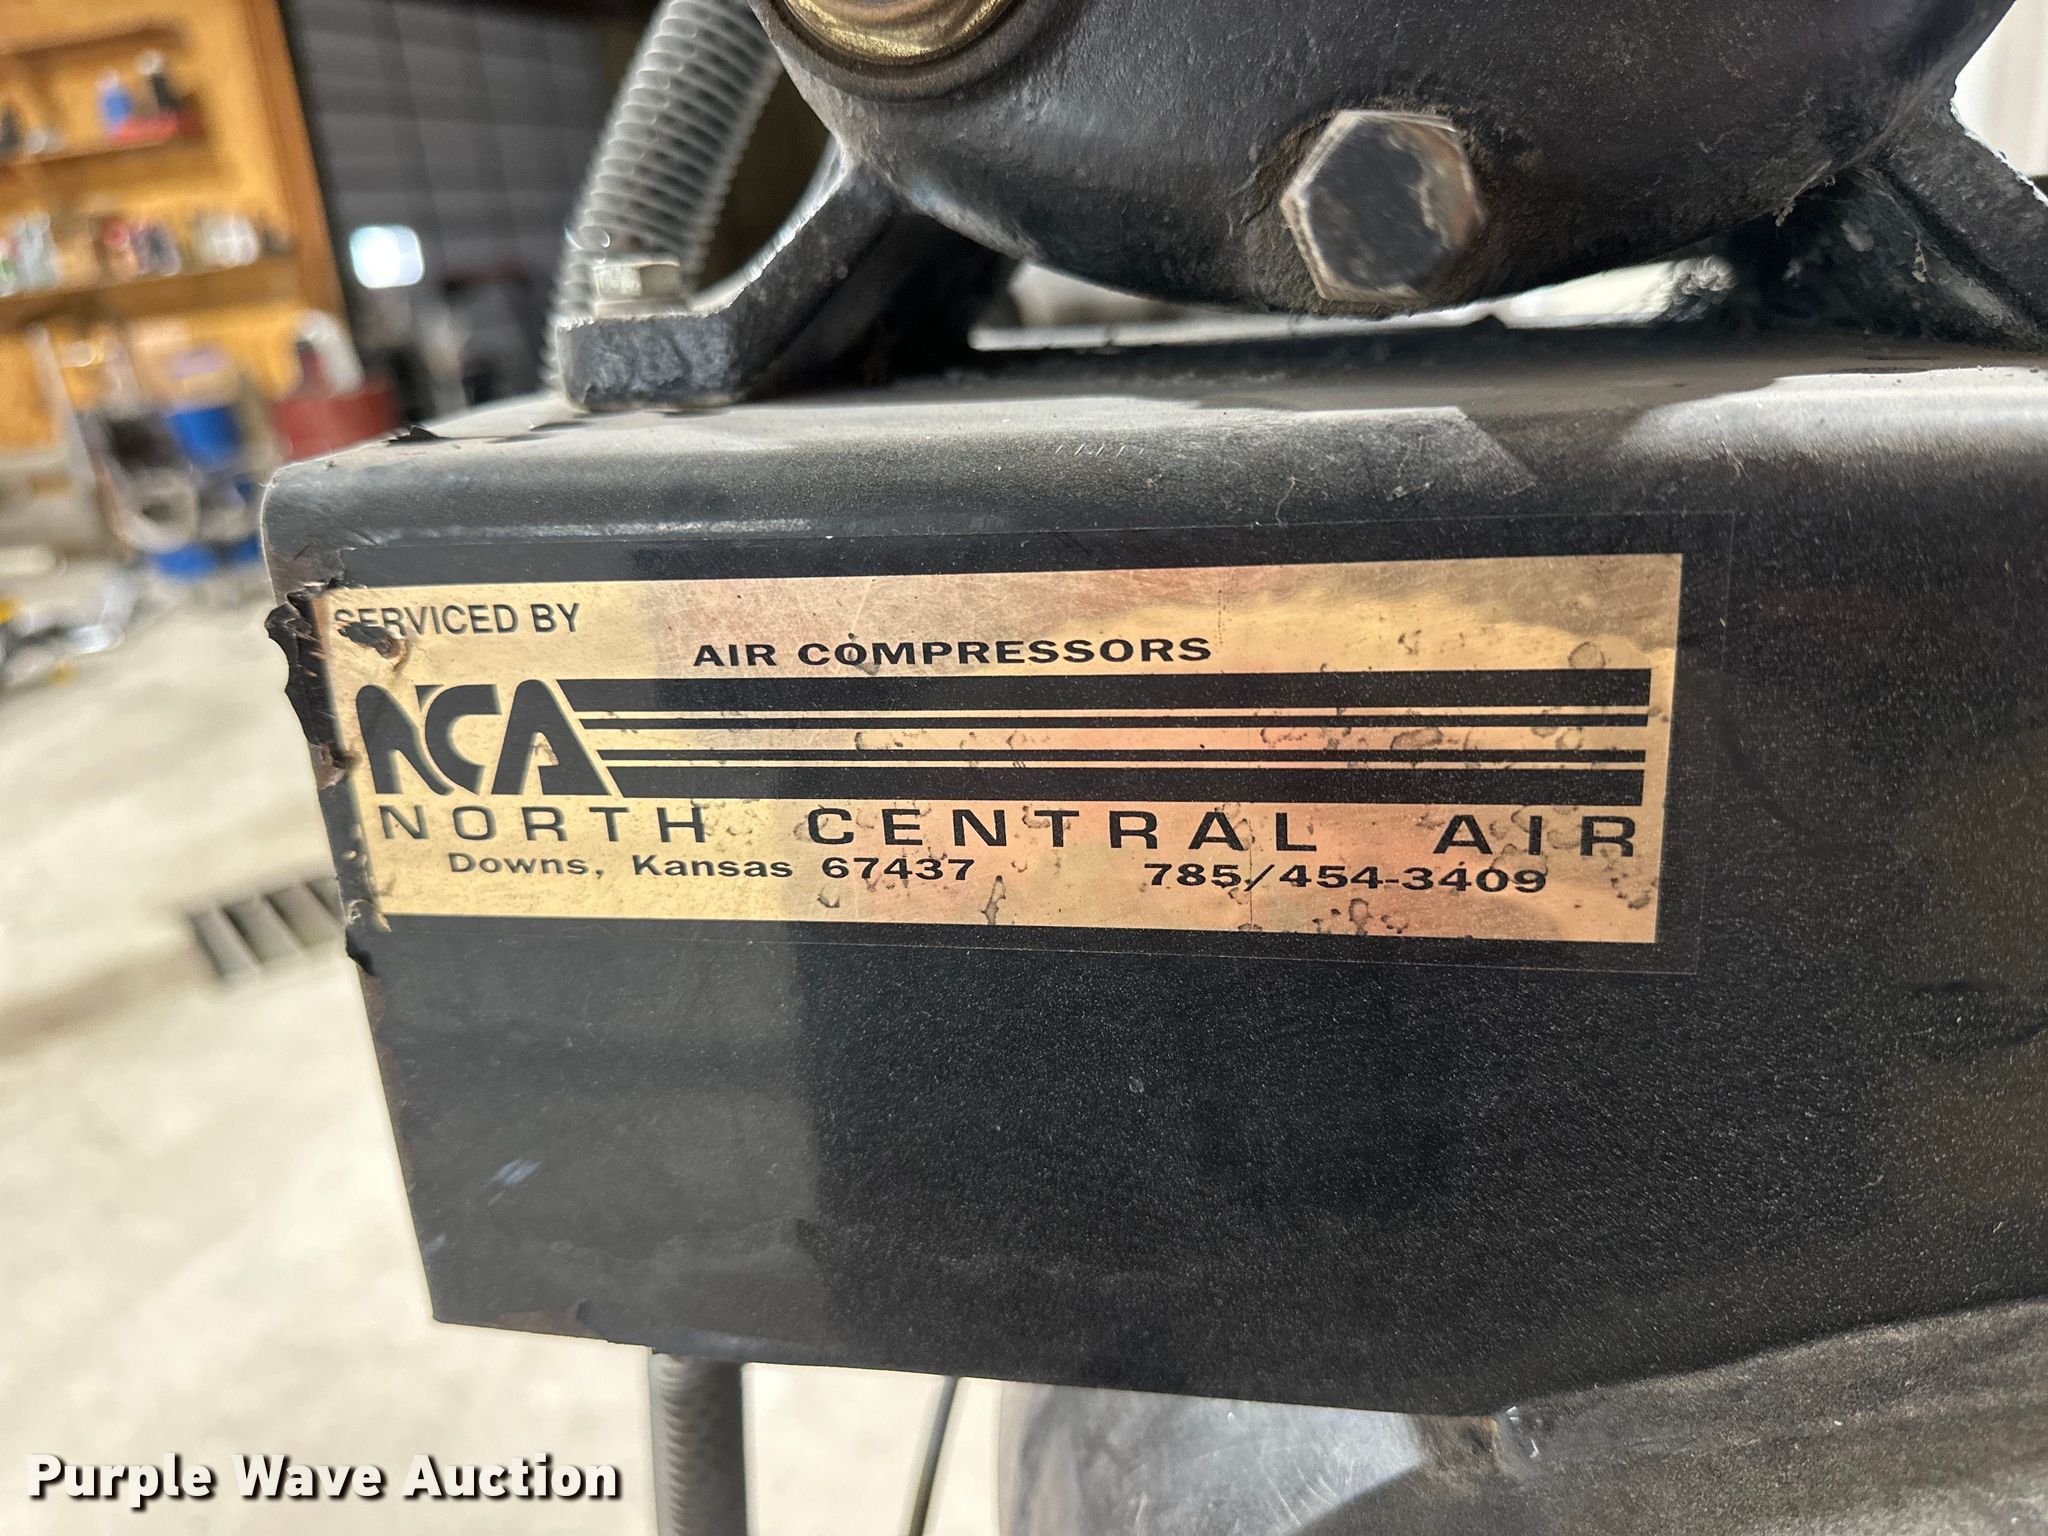 SERVICED BY
AIR COMPRESSORS
NCA
NORTH CENTRAL AIR
Downs, Kansas 67437 785/454-3409
Purple Wave Auction